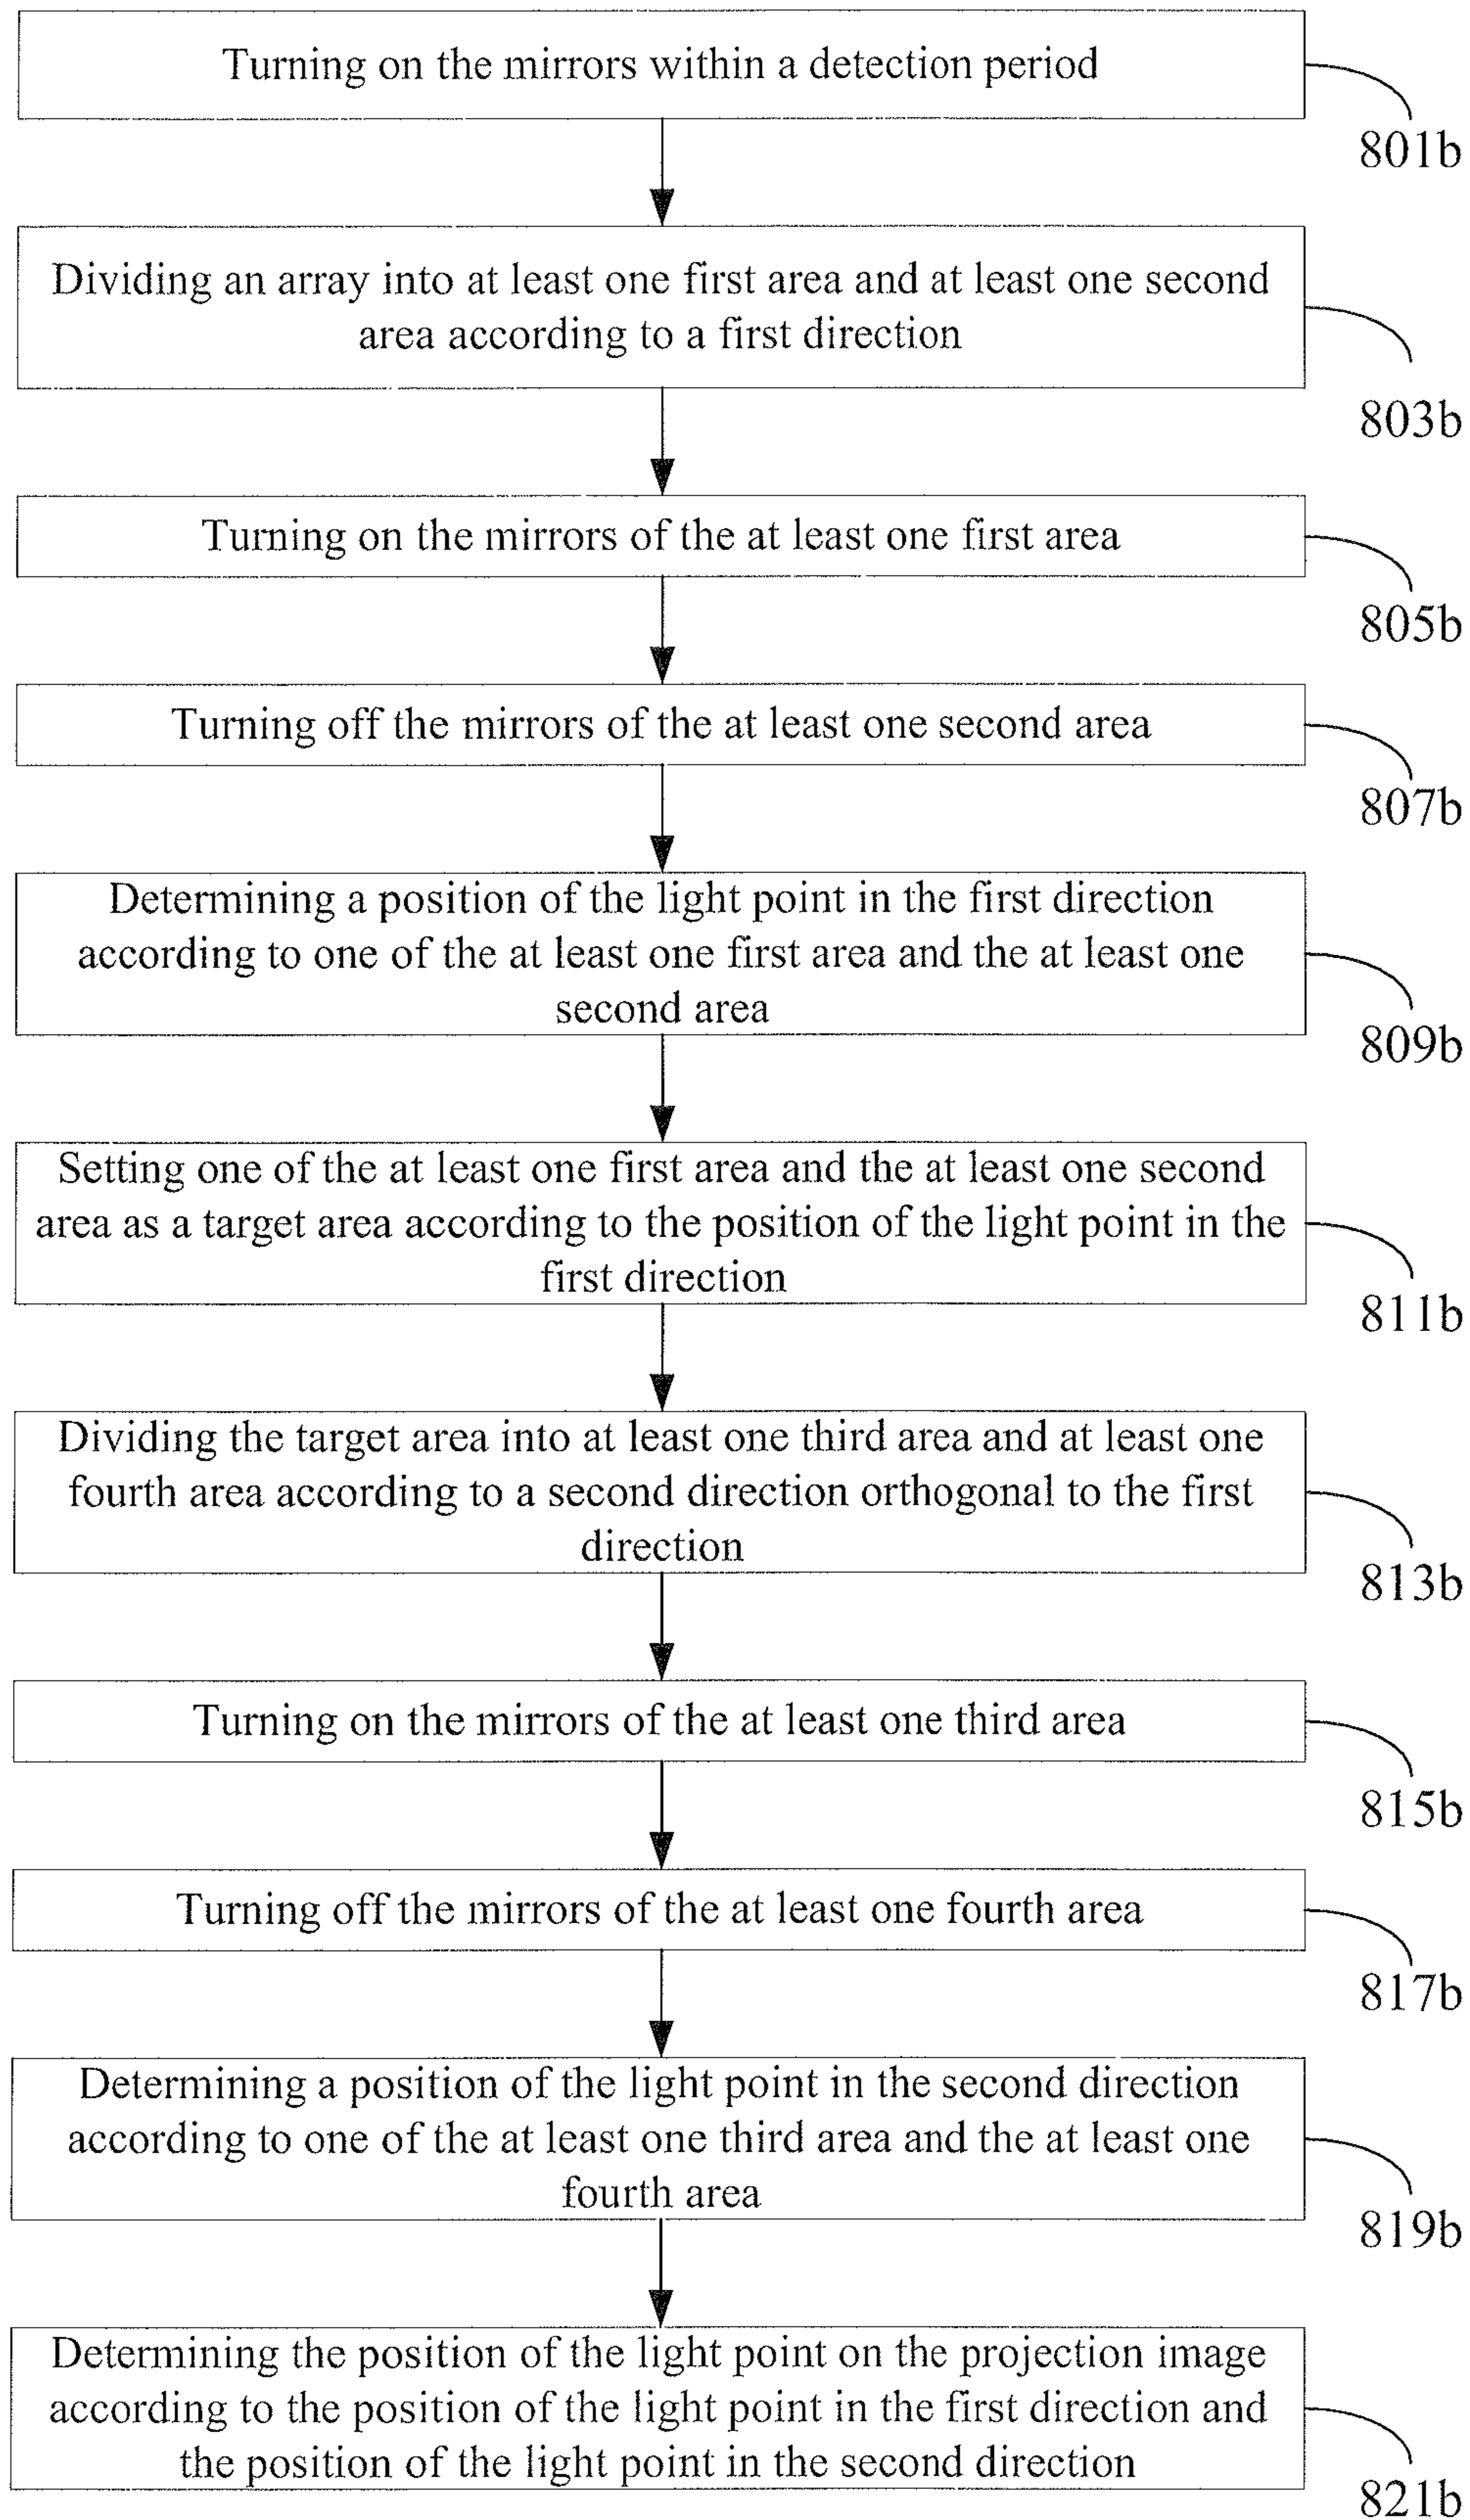 Turning on the mirrors within a detection period
801b
Dividing an array into at least one first area and at least one second
area according to a first direction
803b
Turning on the mirrors of the at least one first area
805b
Turning off the mirrors of the at least one second area
807b
Determining a position of the light point in the first direction
according to one of the at least one first area and the at least one
second area
809b
Setting one of the at least one first area and the at least one second
area as a target area according to the position of the light point in the
first direction
811b
Dividing the target area into at least one third area and at least one
fourth area according to a second direction orthogonal to the first
direction
813b
Turning on the mirrors of the at least one third area
815b
Turning off the mirrors of the at least one fourth area
817b
Determining a position of the light point in the second direction
according to one of the at least one third area and the at least one
fourth area
819b
Determining the position of the light point on the projection image
according to the position of the light point in the first direction and
the position of the light point in the second direction
821b